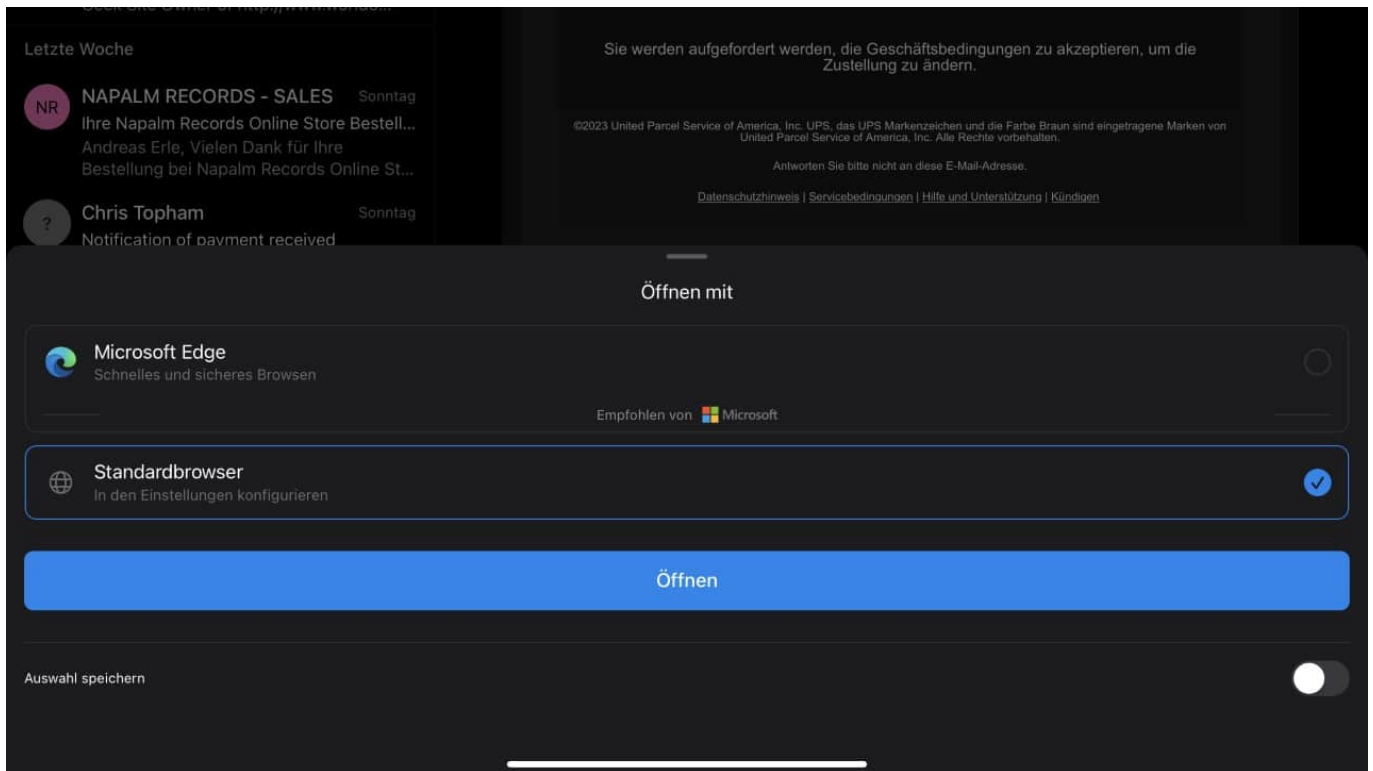 Letzte Woche
NR
NAPALM RECORDS - SALES
Sonntag
Ihre Napalm Records Online Store Bestell...
Andreas Erle, Vielen Dank für Ihre
Bestellung bei Napalm Records Online St...
?
Chris Topham
Sonntag
Notification of payment received
Sie werden aufgefordert werden, die Geschäftsbedingungen zu akzeptieren, um die
Zustellung zu ändern.
©2023 United Parcel Service of America, Inc. UPS, das UPS Markenzeichen und die Farbe Braun sind eingetragene Marken von
United Parcel Service of America, Inc. Alle Rechte vorbehalten.
Antworten Sie bitte nicht an diese E-Mail-Adresse.
Datenschutzhinweis | Servicebedingungen | Hilfe und Unterstützung | Kündigen
Öffnen mit
Microsoft Edge
Schnelles und sicheres Browsen
Empfohlen von Microsoft
Standardbrowser
In den Einstellungen konfigurieren
Öffnen
Auswahl speichern